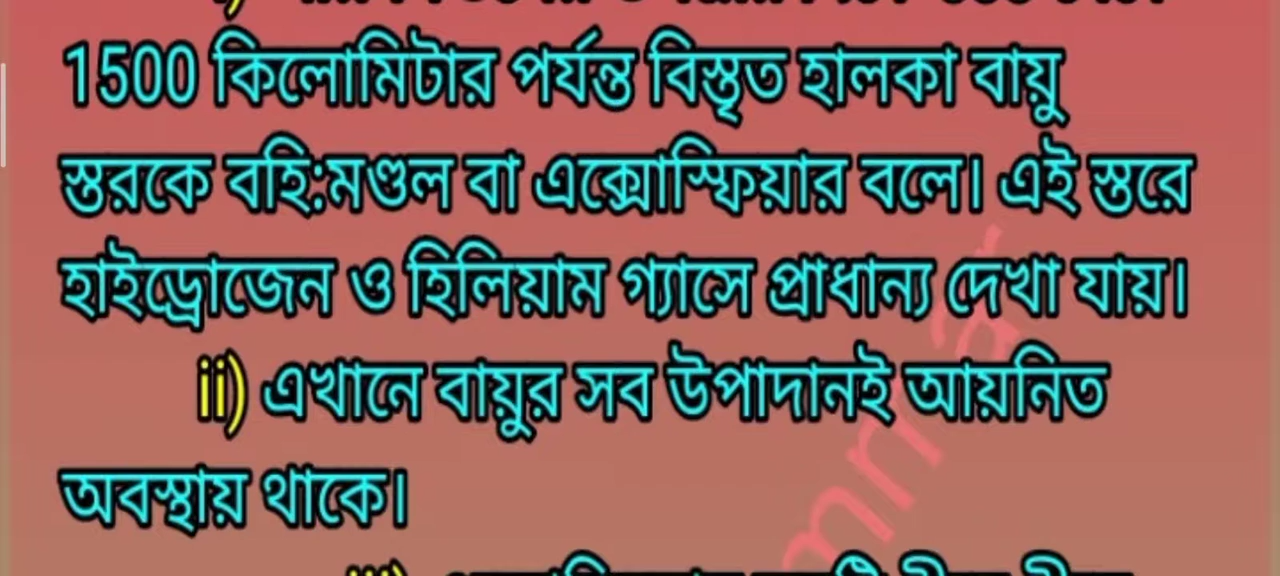 1500 কিলোমিটার পর্যন্ত বিস্তৃত হালকা বায়ু
স্তরকে বহি:মণ্ডল বা এক্সোস্ফিয়ার বলে। এই স্তরে
হাইড্রোজেন ও হিলিয়াম গ্যাসে প্রাধান্য দেখা যায়।
ii) এখানে বায়ুর সব উপাদানই আয়নিত
অবস্থায় থাকে।
iii)